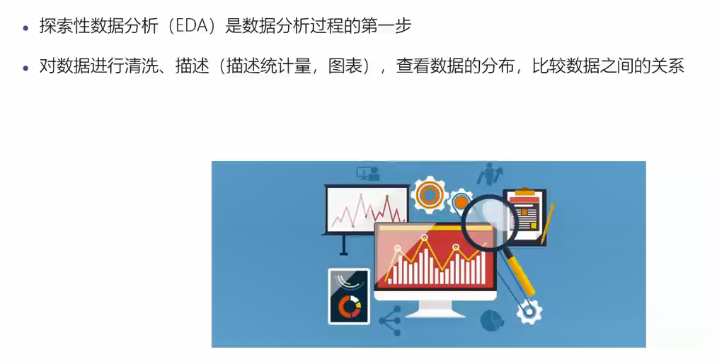 探索性数据分析（EDA）是数据分析过程的第一步
对数据进行清洗、描述（描述统计量，图表），查看数据的分布，比较数据之间的关系